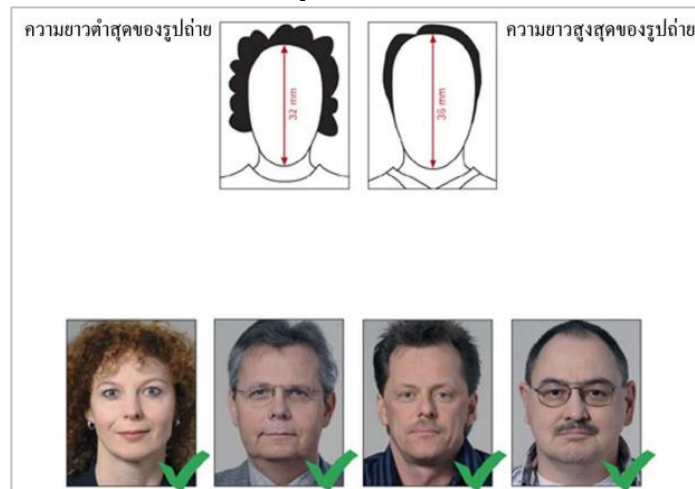 ความยาวต่ำสุดของรูปถ่าย
ความยาวสูงสุดของรูปถ่าย
32 mm
36 mm